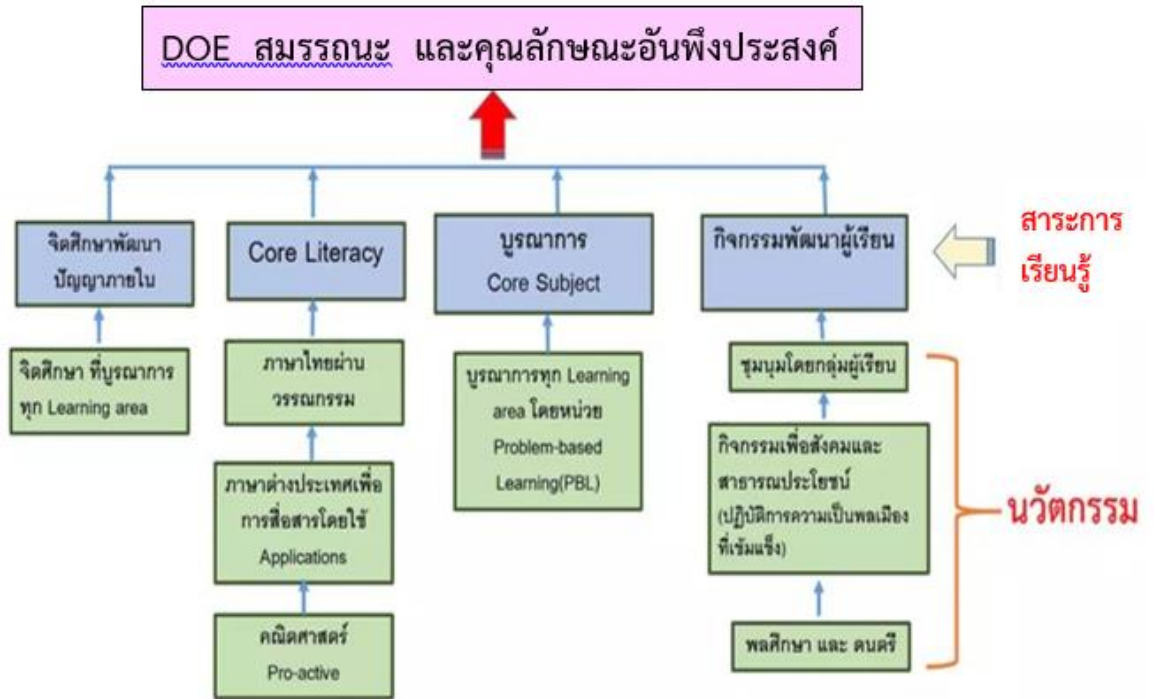 DOE สมรรถนะ และคุณลักษณะอันพึงประสงค์
จิตศึกษาพัฒนา
ปัญญาภายใน
Core Literacy
บูรณาการ
Core Subject
กิจกรรมพัฒนาผู้เรียน
สาระการ
เรียนรู้
จิตศึกษา ที่บูรณาการ
ทุก Learning area
ภาษาไทยผ่าน
วรรณกรรม
ภาษาต่างประเทศเพื่อ
การสื่อสารโดยใช้
Applications
คณิตศาสตร์
Pro-active
บูรณาการทุก Learning
area โดยหน่วย
Problem-based
Learning(PBL)
ชุมนุมโดยกลุ่มผู้เรียน
กิจกรรมเพื่อสังคมและ
สาธารณประโยชน์
(ปฏิบัติการความเป็นพลเมือง
ที่เข้มแข็ง)
พลศึกษา และ ดนตรี
นวัตกรรม